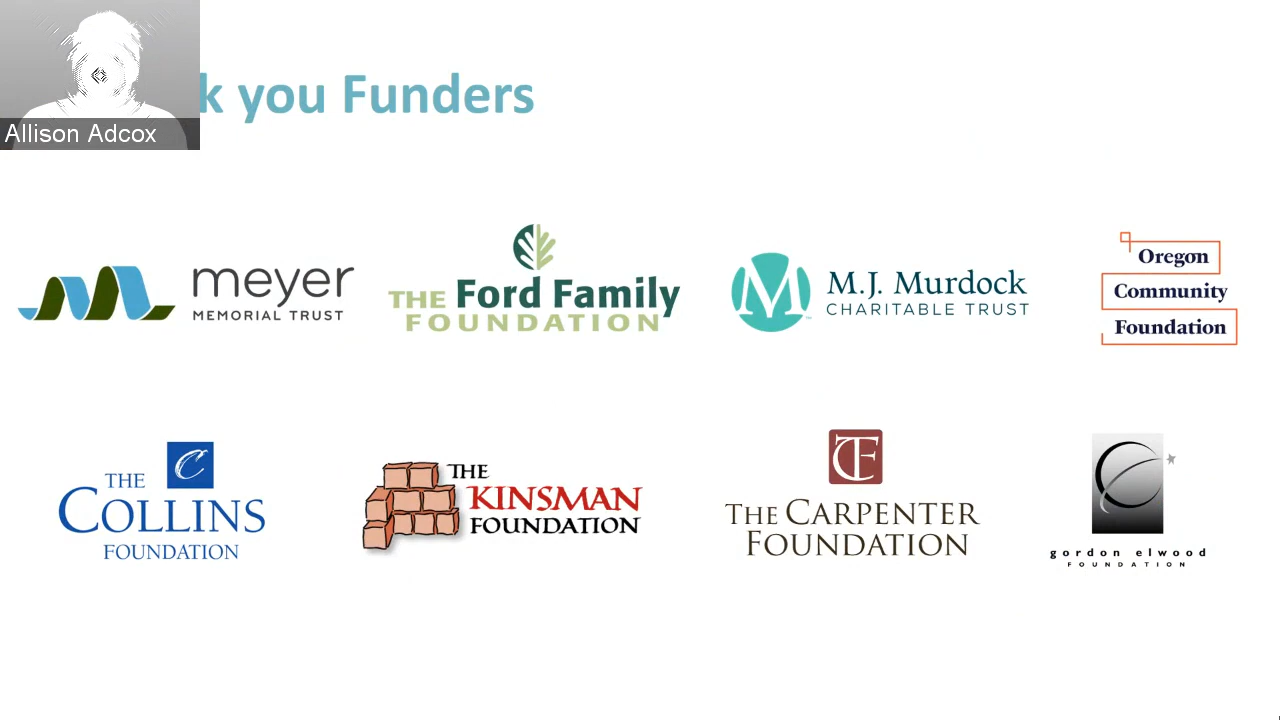 k you Funders
Allison Adcox
meyer
MEMORIAL TRUST
THE Ford Family
FOUNDATION
M
M.J. Murdock
CHARITABLE TRUST
Oregon
Community
Foundation
C
THE
COLLINS
FOUNDATION
THE
KINSMAN
FOUNDATION
CTF
THE CARPENTER
FOUNDATION
gordon elwood
FOUNDATION